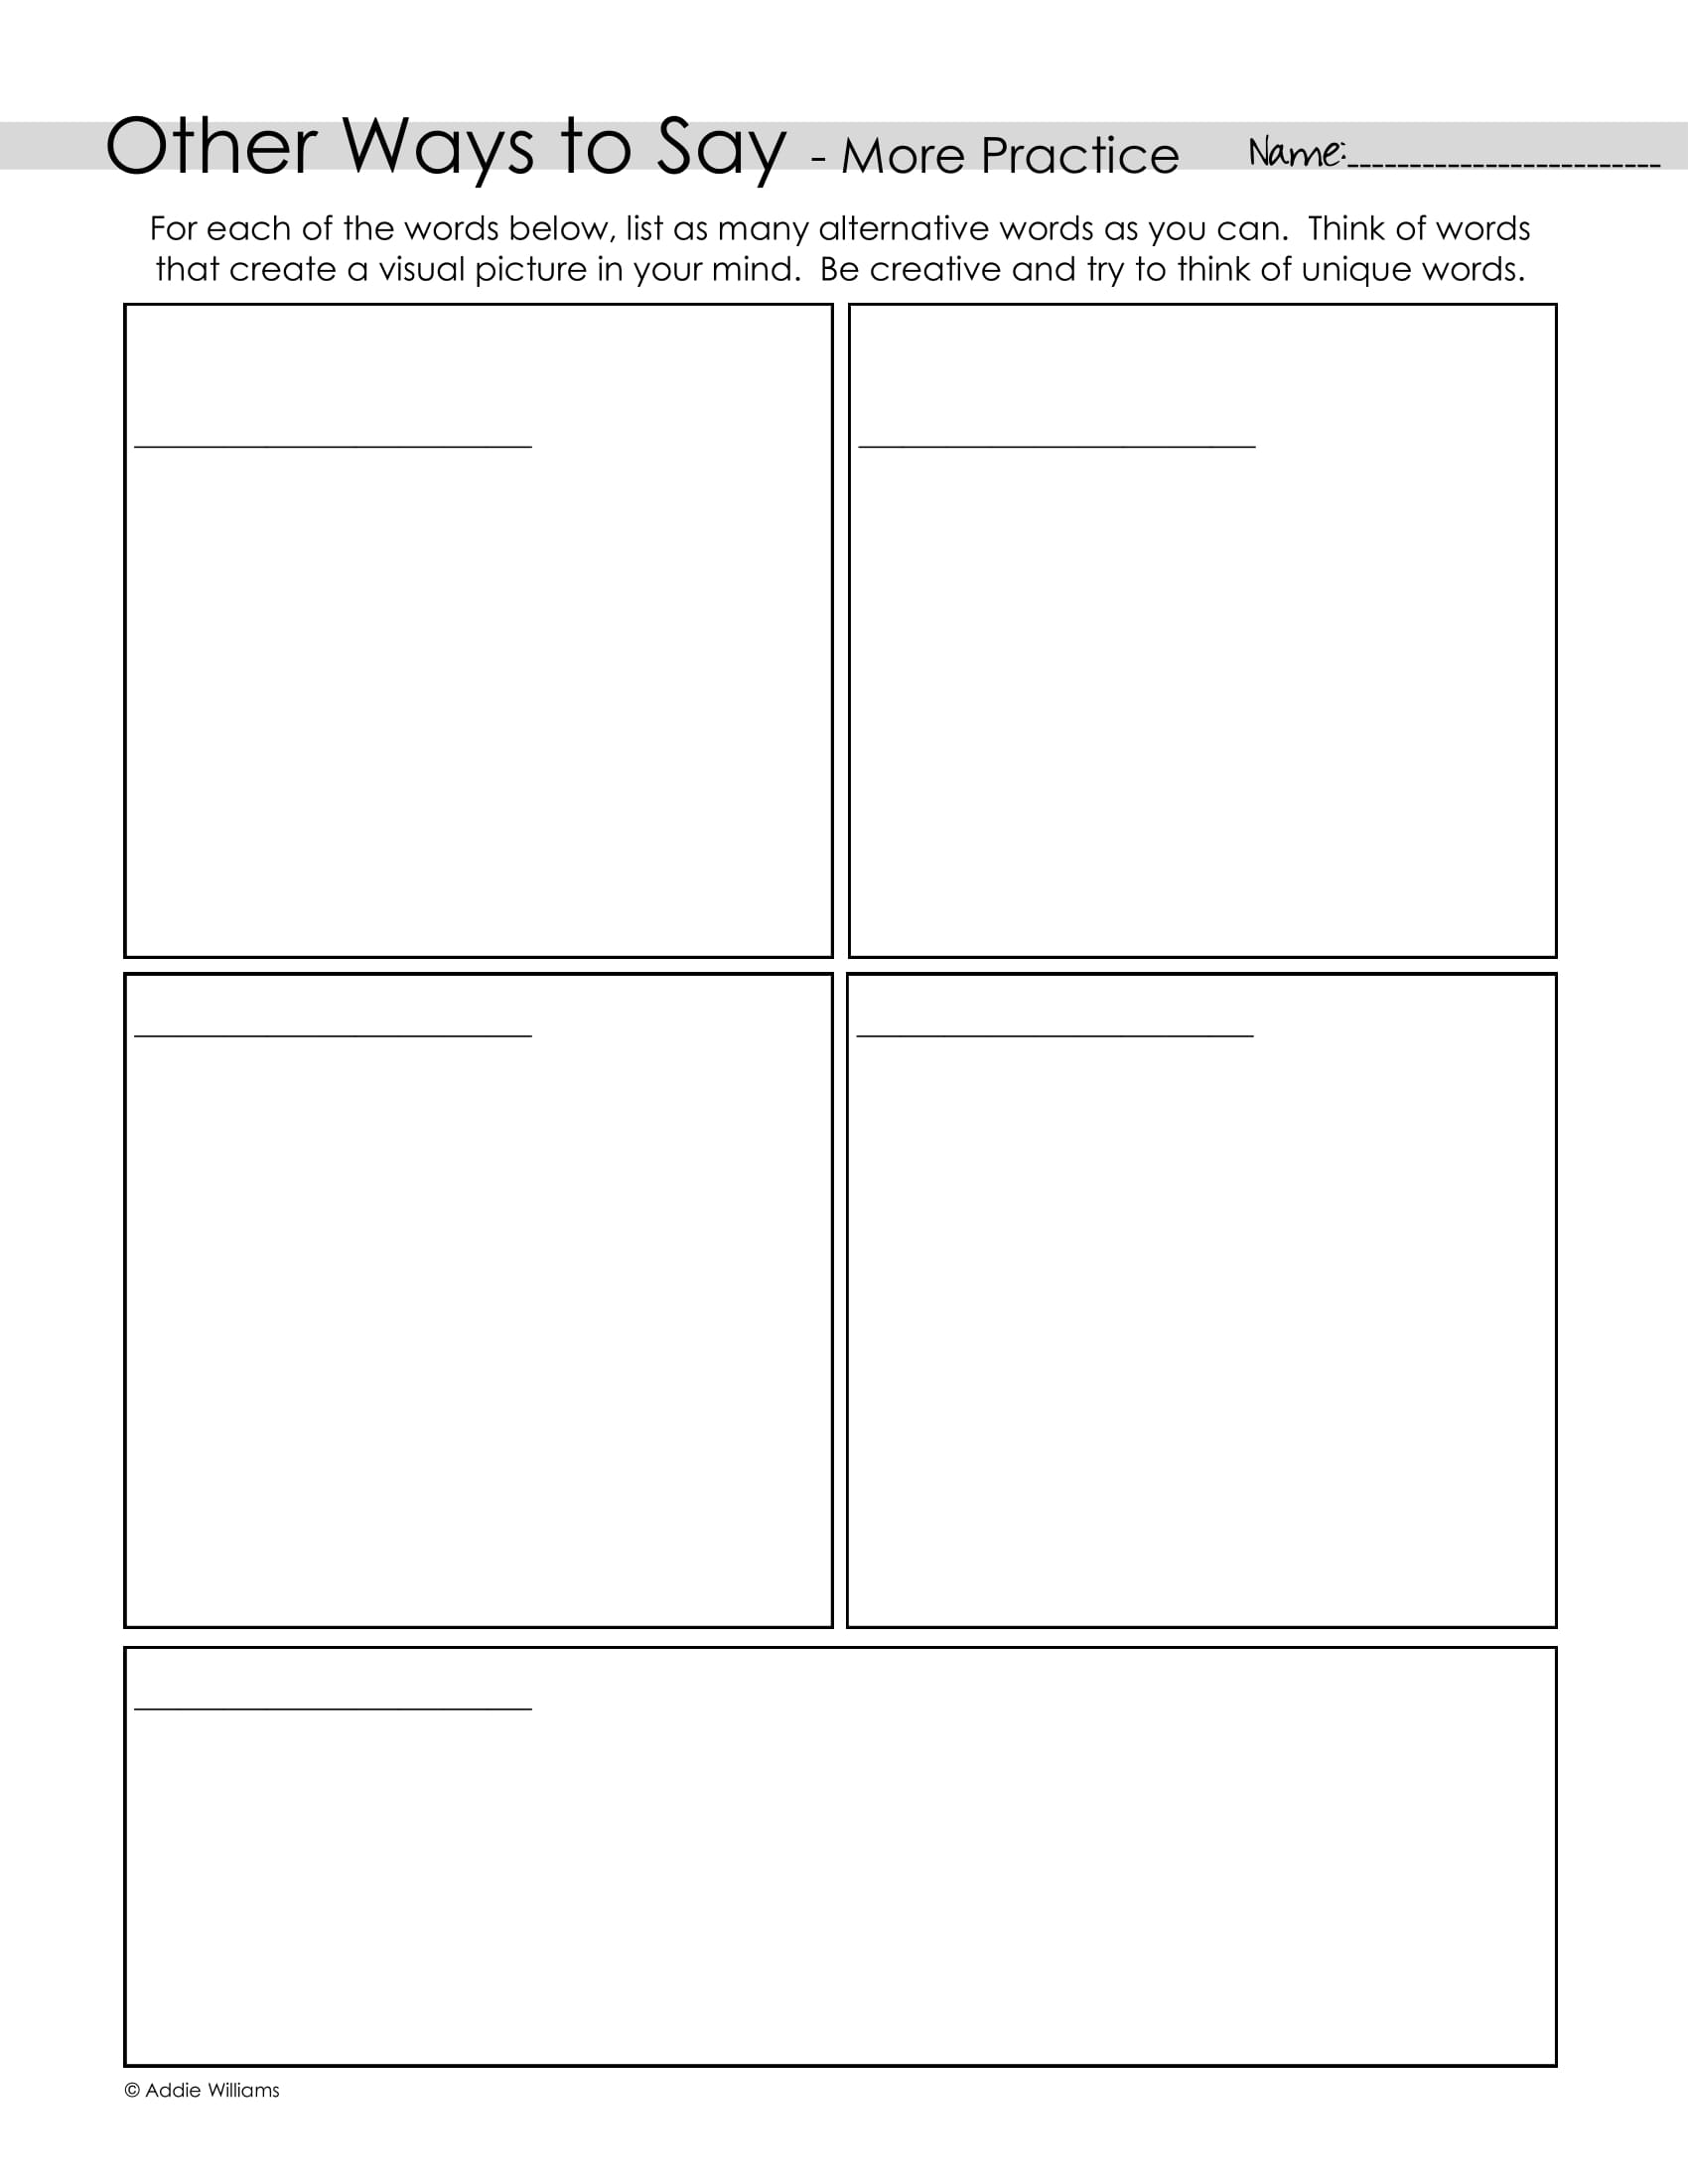 Other Ways to Say - More Practice Name:_________________________
For each of the words below, list as many alternative words as you can. Think of words
that create a visual picture in your mind. Be creative and try to think of unique words.
© Addie Williams